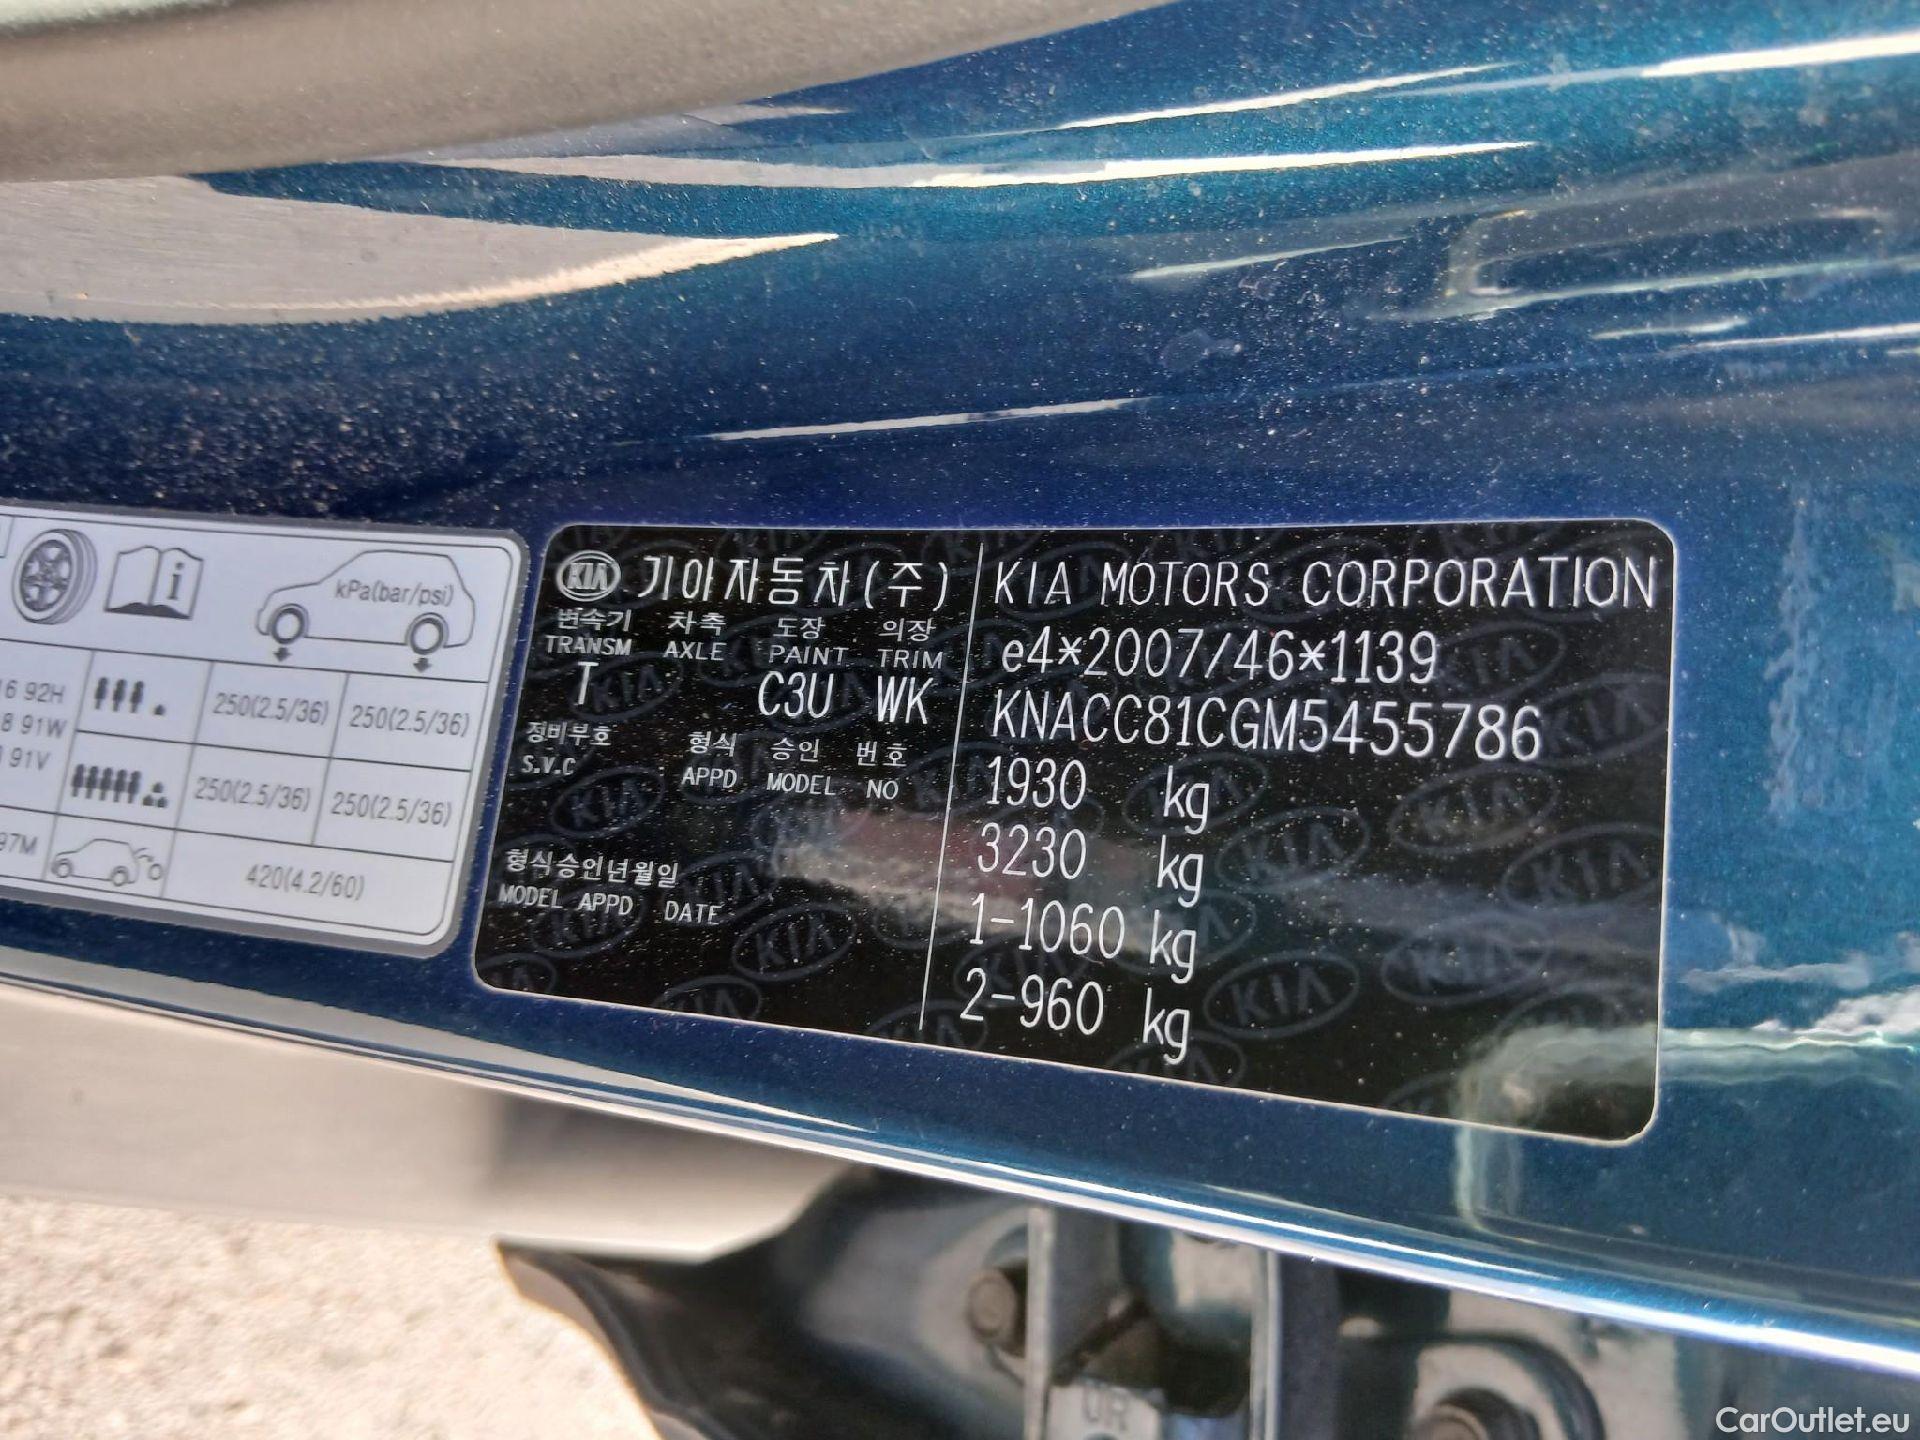 KIA 기아자동차(주)
KIA MOTORS CORPORATION
변속기 차축 도장 의장
TRANSM AXLE PAINT TRIM
T C3U WK
정비부호 형식 승인 번호
S.V.C APPD MODEL NO
형식승인년월일
MODEL APPD DATE
e4*2007/46*1139
KNACC81CGM5455786
1930 kg
3230 kg
1-1060 kg
2-960 kg
kPa(bar/psi)
92H
91W
91V
250(2.5/36) 250(2.5/36)
250(2.5/36) 250(2.5/36)
97M
420(4.2/60)
CarOutlet.eu